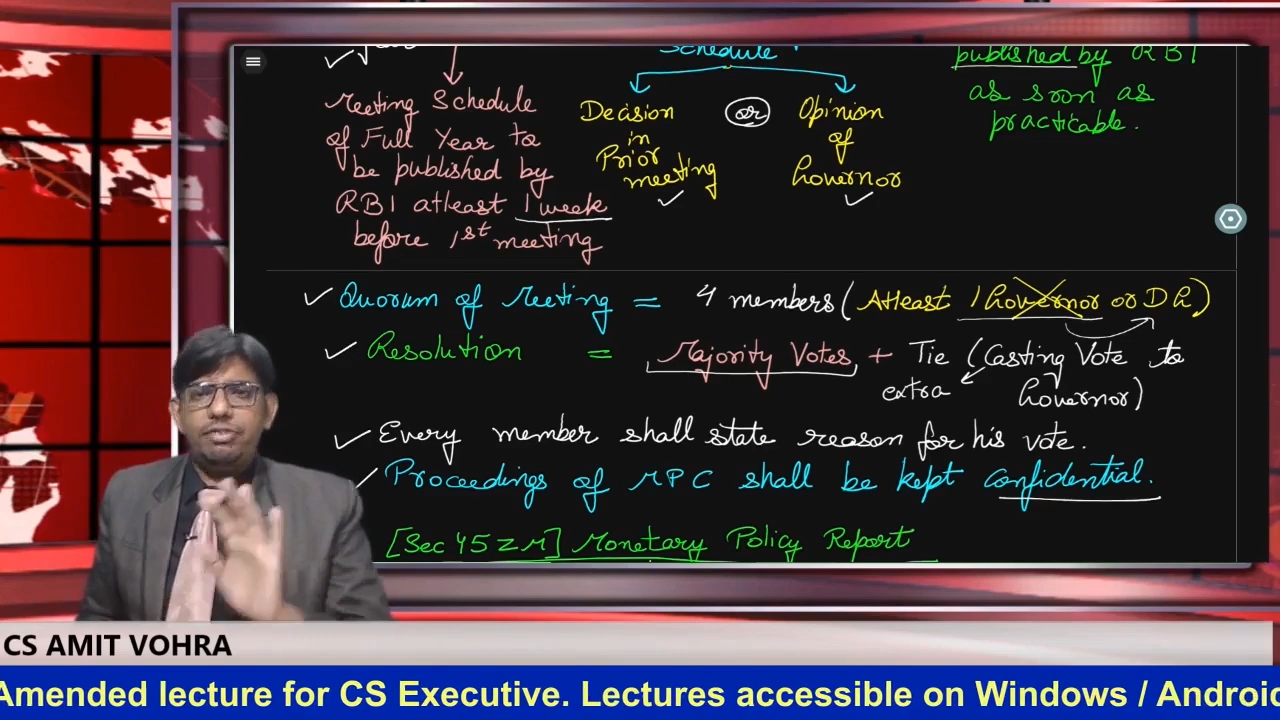 Schedule
published by RBI
as soon as
practicable.
Meeting Schedule
of Full Year to
be published by
RBI atleast 1 week
before 1st meeting
Decision
in
Prior
meeting
or
Opinion
of
Governor
Quorum of Meeting = 4 members (Atleast 1 Governor or DG)
Resolution = Majority Votes + Tie (Casting Vote to
extra Governor)
Every member shall state reason for his vote.
Proceedings of MPC shall be kept confidential.
[Sec 45ZM] Monetary Policy Report
CS AMIT VOHRA
Amended lecture for CS Executive. Lectures accessible on Windows / Android